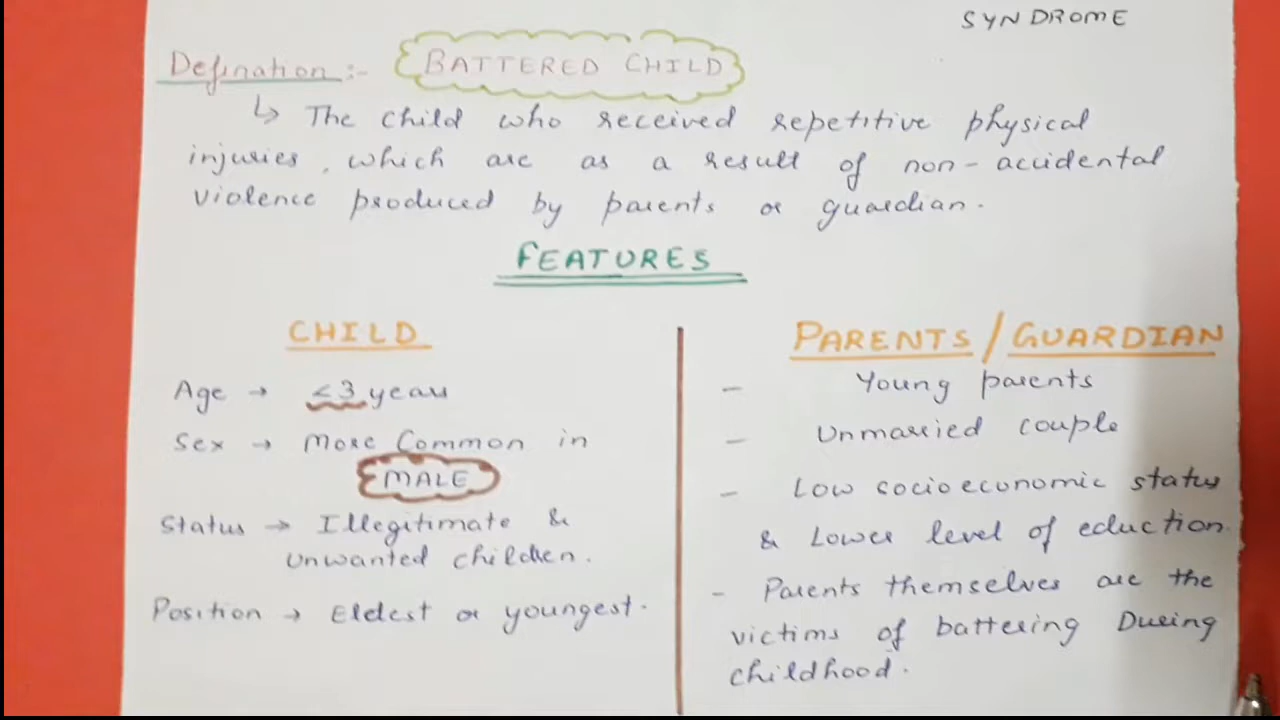 SYNDROME
Defination :- BATTERED CHILD
↳ The child who received repetitive physical
injuries, which are as a result of non-accidental
violence produced by parents or guardian.
FEATURES
CHILD
Age → <3 years
Sex → More Common in
MALE
Status → Illegitimate &
Unwanted children.
Position → Eldest or youngest.
PARENTS / GUARDIAN
- Young parents
- Unmarried couple
- Low socioeconomic status
& Lower level of eduction.
- Parents themselves are the
victims of battering During
childhood.